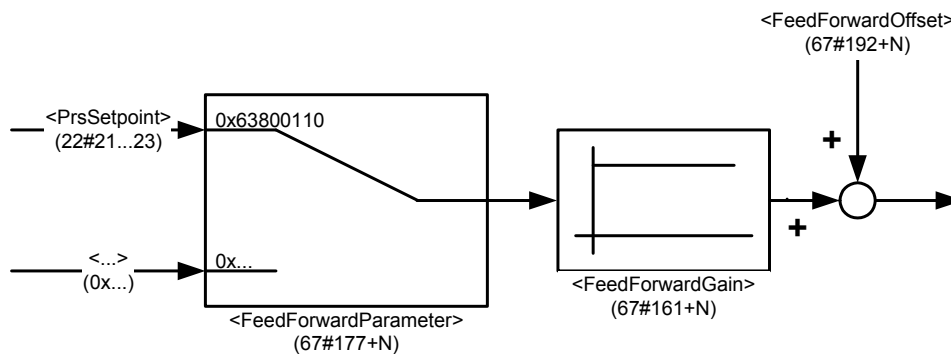 <FeedForwardOffset>
(67#192+N)
<PrsSetpoint>
(22#21...23)
0x63800110
+
+
<...>
(0x...)
0x...
<FeedForwardGain>
(67#161+N)
<FeedForwardParameter>
(67#177+N)